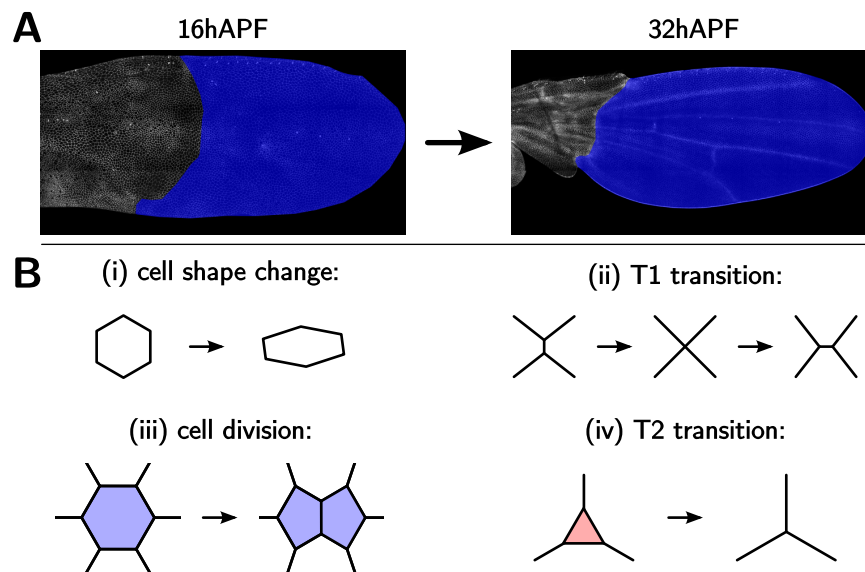 A
16hAPF
32hAPF
B
(i) cell shape change:
(ii) T1 transition:
(iii) cell division:
(iv) T2 transition: